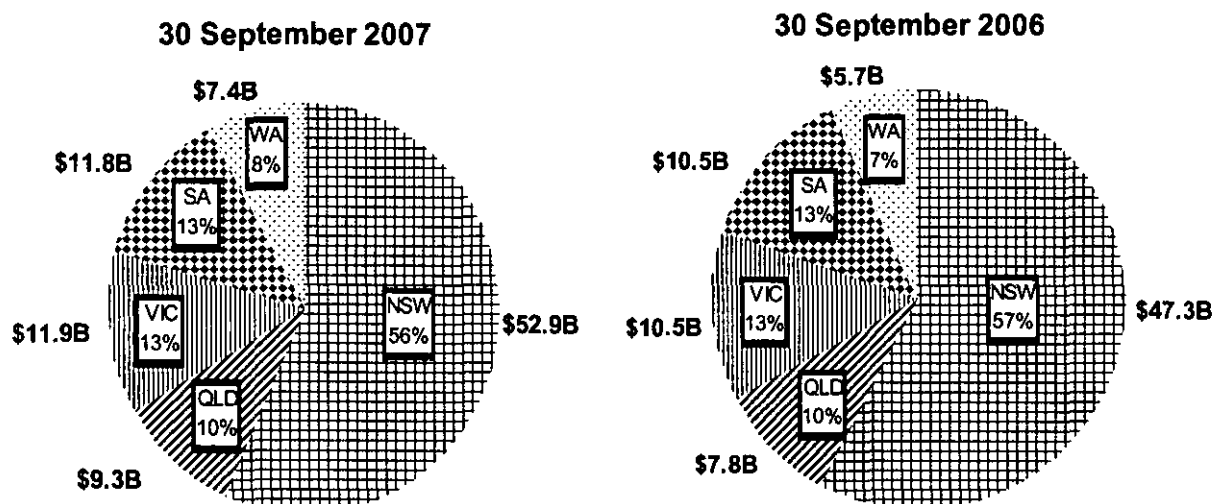 30 September 2007
$7.4B
WA
8%
$11.8B
SA
13%
$11.9B
VIC
13%
NSW
56%
$52.9B
QLD
10%
$9.3B
30 September 2006
$5.7B
WA
7%
$10.5B
SA
13%
$10.5B
VIC
13%
NSW
57%
$47.3B
QLD
10%
$7.8B